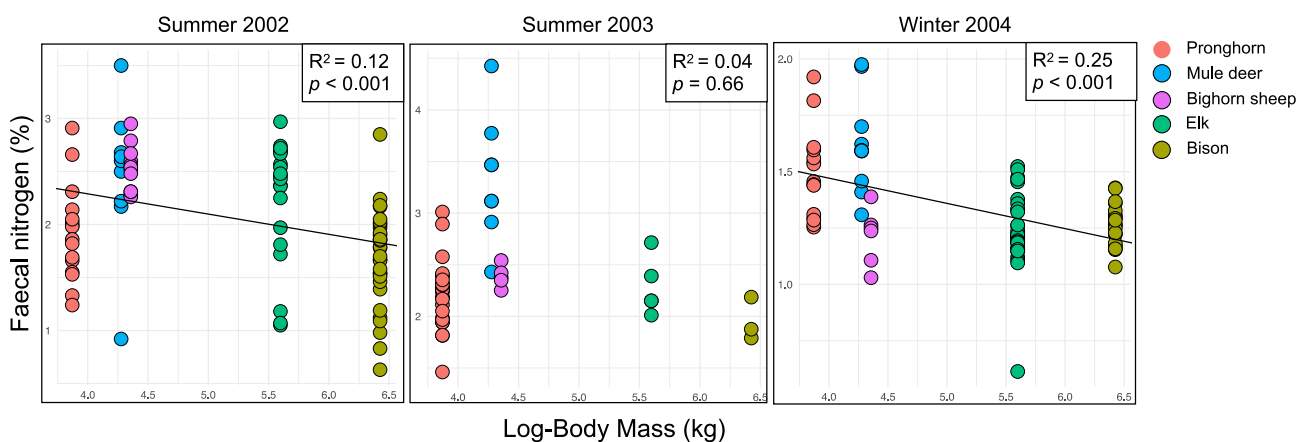 Summer 2002
Summer 2003
Winter 2004
R² = 0.12
p < 0.001
R² = 0.04
p = 0.66
R² = 0.25
p < 0.001
Pronghorn
Mule deer
Bighorn sheep
Elk
Bison
Faecal nitrogen (%)
3
2
1
4
3
2
2.0
1.5
1.0
4.0 4.5 5.0 5.5 6.0 6.5
4.0 4.5 5.0 5.5 6.0 6.5
4.0 4.5 5.0 5.5 6.0 6.5
Log-Body Mass (kg)